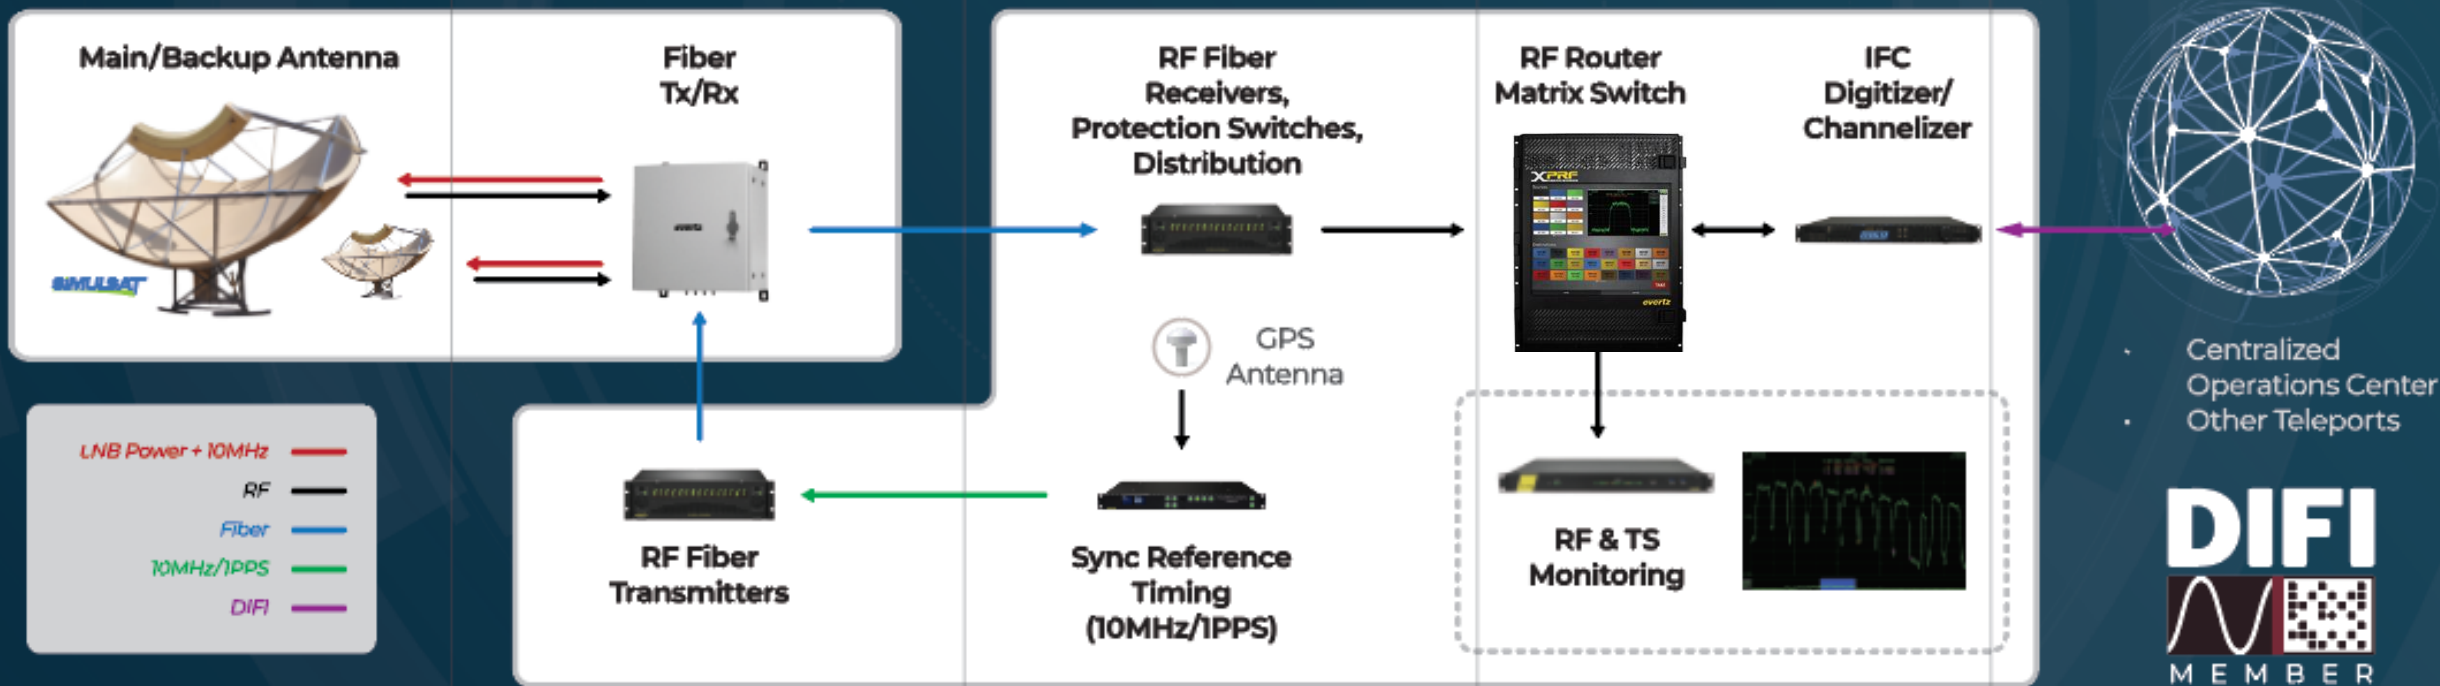 Main/Backup Antenna
SIMULSAT
Fiber
Tx/Rx
evertz
RF Fiber
Receivers,
Protection Switches,
Distribution
RF Router
Matrix Switch
XPRF
evertz
IFC
Digitizer/
Channelizer
GPS
Antenna
• Centralized
Operations Center
• Other Teleports
LNB Power + 10MHz
RF
Fiber
10MHz/1PPS
DIFI
RF Fiber
Transmitters
Sync Reference
Timing
(10MHz/1PPS)
RF & TS
Monitoring
DIFI
MEMBER